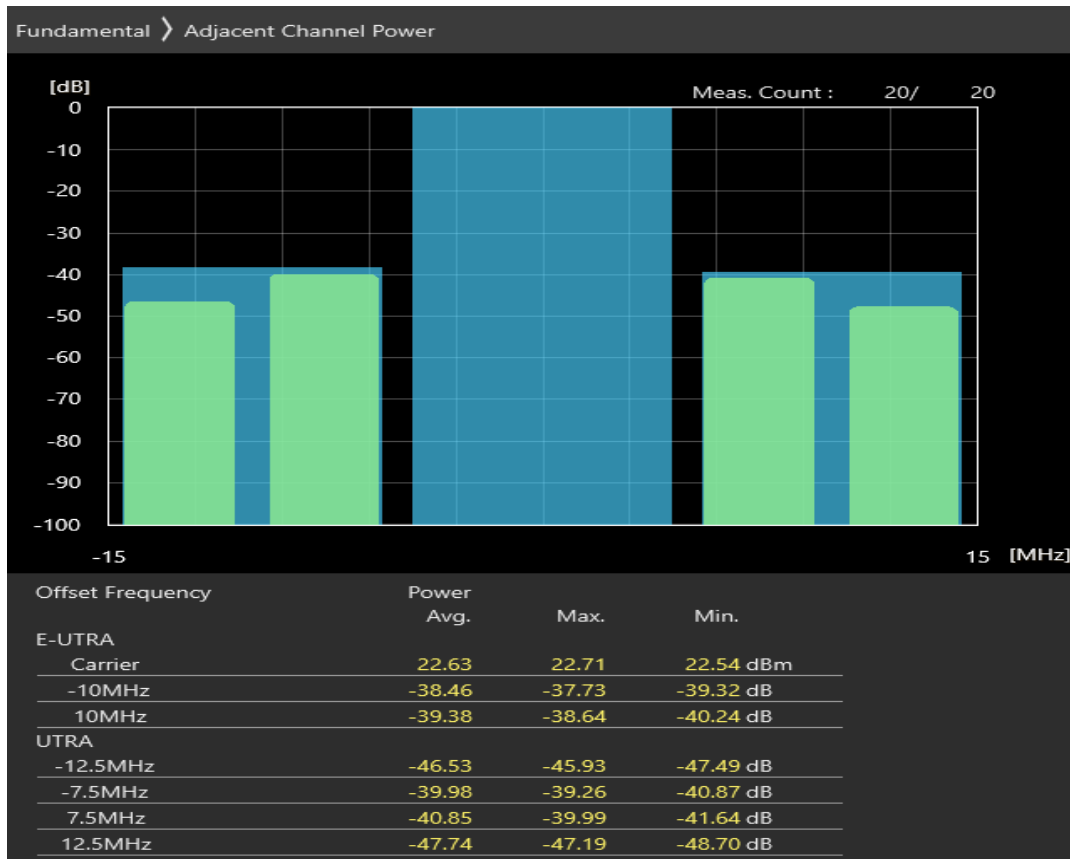 Fundamental ❯ Adjacent Channel Power
[dB]
Meas. Count : 20/ 20
0
-10
-20
-30
-40
-50
-60
-70
-80
-90
-100
-15 15 [MHz]
Offset Frequency Power
Avg. Max. Min.
E-UTRA
Carrier 22.63 22.71 22.54 dBm
-10MHz -38.46 -37.73 -39.32 dB
10MHz -39.38 -38.64 -40.24 dB
UTRA
-12.5MHz -46.53 -45.93 -47.49 dB
-7.5MHz -39.98 -39.26 -40.87 dB
7.5MHz -40.85 -39.99 -41.64 dB
12.5MHz -47.74 -47.19 -48.70 dB